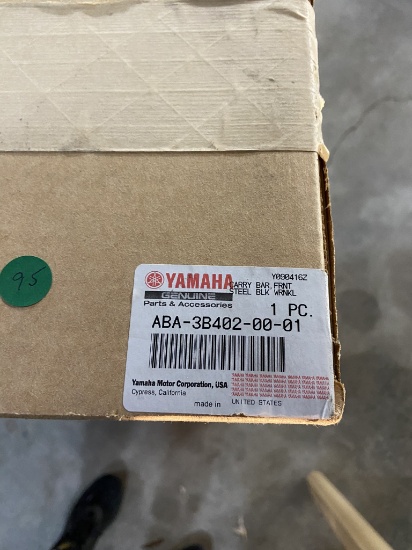 95
Y090416Z
YAMAHA
CARRY BAR,FRNT
GENUINE
STEEL BLK WRNKL
Parts & Accessories
1 PC.
ABA-3B402-00-01
Yamaha Motor Corporation, USA
Cypress, California
made in UNITED STATES